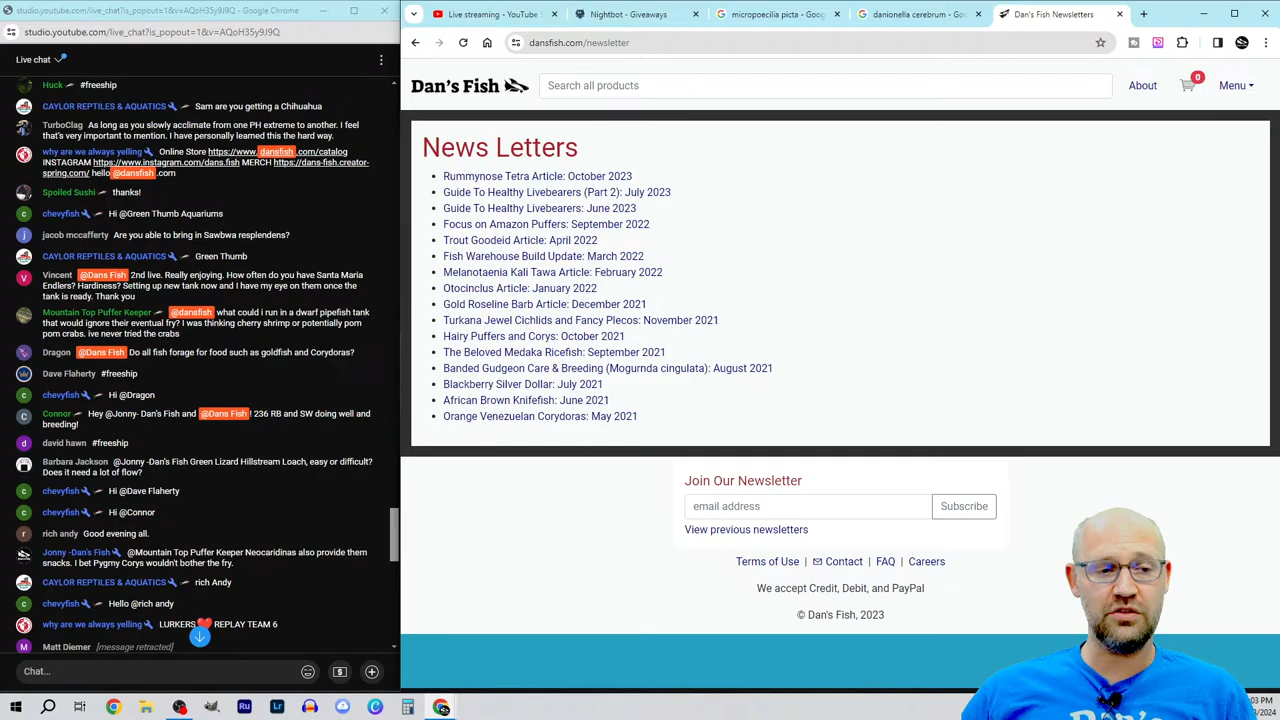 studio.youtube.com/live_chat?is_popout=1&v=AQoH35y9J9Q - Google Chrome
studio.youtube.com/live_chat?is_popout=1&v=AQoH35y9J9Q
Live chat
Huck #freeship
CAYLOR REPTILES & AQUATICS Sam are you getting a Chihuahua
TurboClag As long as you slowly acclimate from one PH extreme to another. I feel
that's very important to mention. I have personally learned this the hard way.
why are we always yelling Online Store https://www.dansfish.com/catalog
INSTAGRAM https://www.instagram.com/dans.fish MERCH https://dans-fish.creator-
spring.com/ hello@dansfish.com
Spoiled Sushi thanks!
chevyfish Hi @Green Thumb Aquariums
jacob mccafferty Are you able to bring in Sawbwa resplendens?
CAYLOR REPTILES & AQUATICS Green Thumb
Vincent @Dans Fish 2nd live. Really enjoying. How often do you have Santa Maria
Endlers? Hardiness? Setting up new tank now and I have my eye on them once the
tank is ready. Thank you
Mountain Top Puffer Keeper @dansfish what could i run in a dwarf pipefish tank
that would ignore their eventual fry? I was thinking cherry shrimp or potentially pom
pom crabs. ive never tried the crabs
Dragon @Dans Fish Do all fish forage for food such as goldfish and Corydoras?
Dave Flaherty #freeship
chevyfish Hi @Dragon
Connor Hey @Jonny- Dan's Fish and @Dans Fish! 236 RB and SW doing well and
breeding!
david hawn #freeship
Barbara Jackson @Jonny -Dan's Fish Green Lizard Hillstream Loach, easy or difficult?
Does it need a lot of flow?
chevyfish Hi @Dave Flaherty
chevyfish Hi @Connor
rich andy Good evening all.
Jonny -Dan's Fish @Mountain Top Puffer Keeper Neocaridinas also provide them
snacks. I bet Pygmy Corys wouldn't bother the fry.
CAYLOR REPTILES & AQUATICS rich Andy
chevyfish Hello @rich andy
why are we always yelling LURKERS REPLAY TEAM 6
Matt Diemer [message retracted]
Chat...
Live streaming - YouTube S
Nightbot - Giveaways
micropoecilia picta - Goog
danionella cerebrum - Goo
Dan's Fish Newsletters
dansfish.com/newsletter
Dan's Fish
Search all products
About
0
Menu
News Letters
Rummynose Tetra Article: October 2023
Guide To Healthy Livebearers (Part 2): July 2023
Guide To Healthy Livebearers: June 2023
Focus on Amazon Puffers: September 2022
Trout Goodeid Article: April 2022
Fish Warehouse Build Update: March 2022
Melanotaenia Kali Tawa Article: February 2022
Otocinclus Article: January 2022
Gold Roseline Barb Article: December 2021
Turkana Jewel Cichlids and Fancy Plecos: November 2021
Hairy Puffers and Corys: October 2021
The Beloved Medaka Ricefish: September 2021
Banded Gudgeon Care & Breeding (Mogurnda cingulata): August 2021
Blackberry Silver Dollar: July 2021
African Brown Knifefish: June 2021
Orange Venezuelan Corydoras: May 2021
Join Our Newsletter
email address
Subscribe
View previous newsletters
Terms of Use | Contact | FAQ | Careers
We accept Credit, Debit, and PayPal
© Dan's Fish, 2023
Ru
Lr